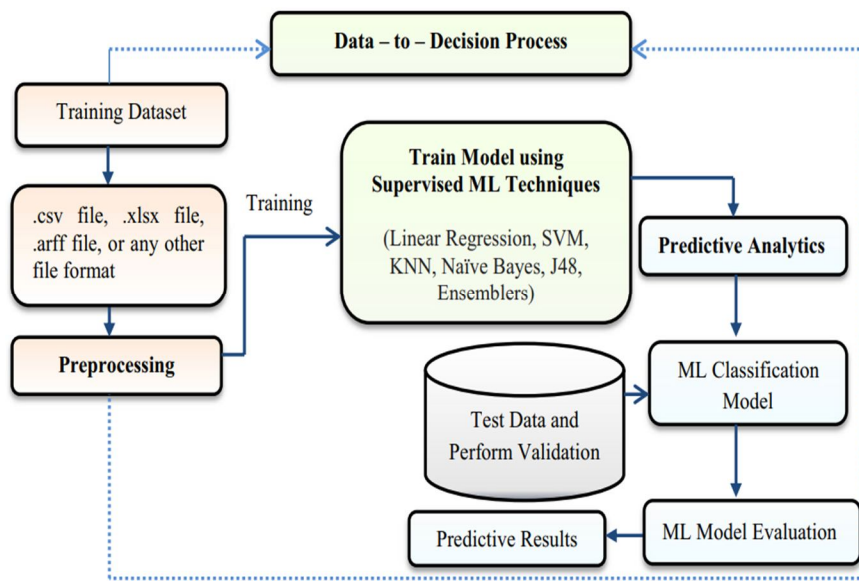 Data – to – Decision Process
Training Dataset
.csv file, .xlsx file,
.arff file, or any other
file format
Preprocessing
Training
Train Model using
Supervised ML Techniques
(Linear Regression, SVM,
KNN, Naïve Bayes, J48,
Ensemblers)
Predictive Analytics
ML Classification
Model
Test Data and
Perform Validation
ML Model Evaluation
Predictive Results